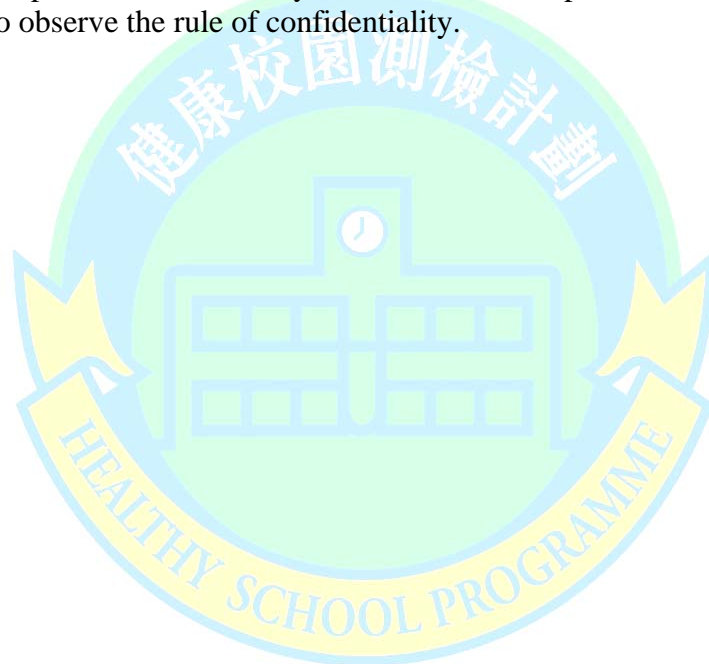 o observe the rule of confidentiality.
健康校園測檢計劃
HEALTHY SCHOOL PROGRAMME